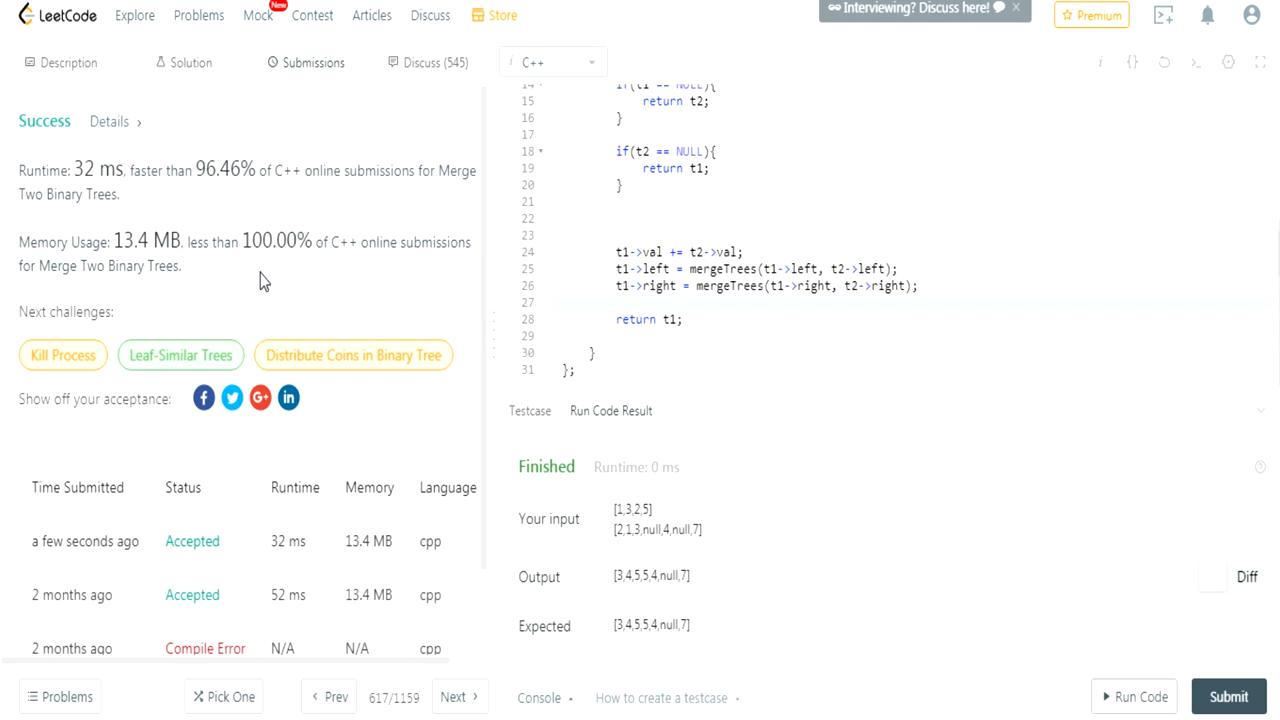 LeetCode Explore Problems Mock New Contest Articles Discuss Store Interviewing? Discuss here! x Premium
Description Solution Submissions Discuss (545) i C++
Success Details ›
Runtime: 32 ms, faster than 96.46% of C++ online submissions for Merge
Two Binary Trees.
Memory Usage: 13.4 MB, less than 100.00% of C++ online submissions
for Merge Two Binary Trees.
Next challenges:
Kill Process Leaf-Similar Trees Distribute Coins in Binary Tree
Show off your acceptance:
Time Submitted Status Runtime Memory Language
a few seconds ago Accepted 32 ms 13.4 MB cpp
2 months ago Accepted 52 ms 13.4 MB cpp
2 months ago Compile Error N/A N/A cpp
Problems Pick One ‹ Prev 617/1159 Next ›
14 if(t1 == NULL){
15 return t2;
16 }
17
18 if(t2 == NULL){
19 return t1;
20 }
21
22
23
24 t1->val += t2->val;
25 t1->left = mergeTrees(t1->left, t2->left);
26 t1->right = mergeTrees(t1->right, t2->right);
27
28 return t1;
29
30 }
31 };
Testcase Run Code Result
Finished Runtime: 0 ms
Your input
[1,3,2,5]
[2,1,3,null,4,null,7]
Output [3,4,5,5,4,null,7] Diff
Expected [3,4,5,5,4,null,7]
Console How to create a testcase Run Code Submit